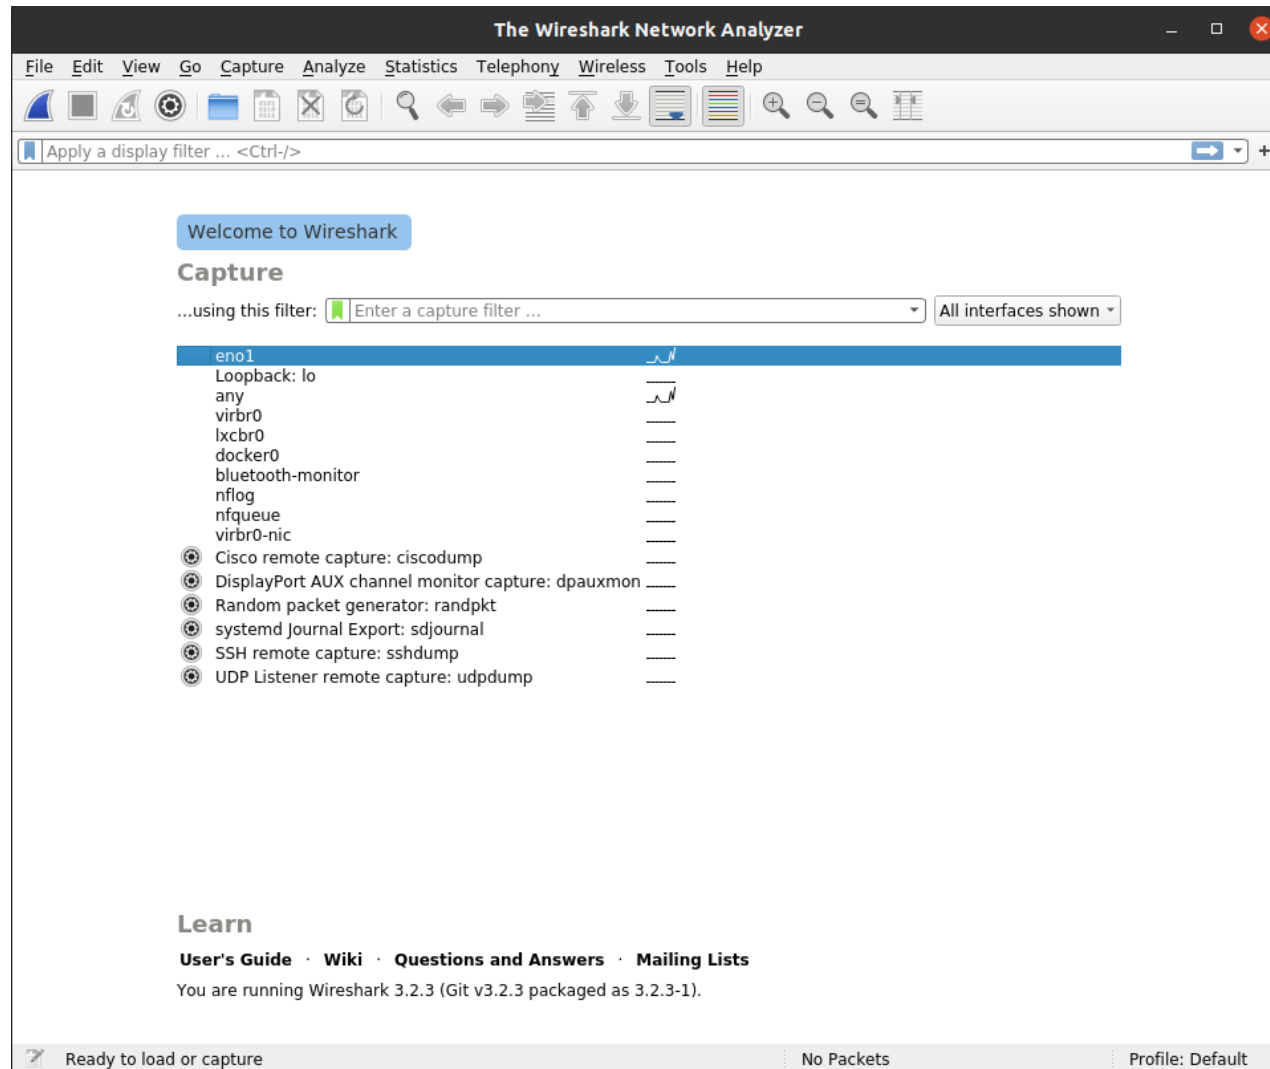 The Wireshark Network Analyzer
File Edit View Go Capture Analyze Statistics Telephony Wireless Tools Help
Apply a display filter ... <Ctrl-/>
Welcome to Wireshark
Capture
...using this filter: Enter a capture filter ... All interfaces shown
eno1
Loopback: lo
any
virbr0
lxcbr0
docker0
bluetooth-monitor
nflog
nfqueue
virbr0-nic
Cisco remote capture: ciscodump
DisplayPort AUX channel monitor capture: dpauxmon
Random packet generator: randpkt
systemd Journal Export: sdjournal
SSH remote capture: sshdump
UDP Listener remote capture: udpdump
Learn
User's Guide · Wiki · Questions and Answers · Mailing Lists
You are running Wireshark 3.2.3 (Git v3.2.3 packaged as 3.2.3-1).
Ready to load or capture No Packets Profile: Default